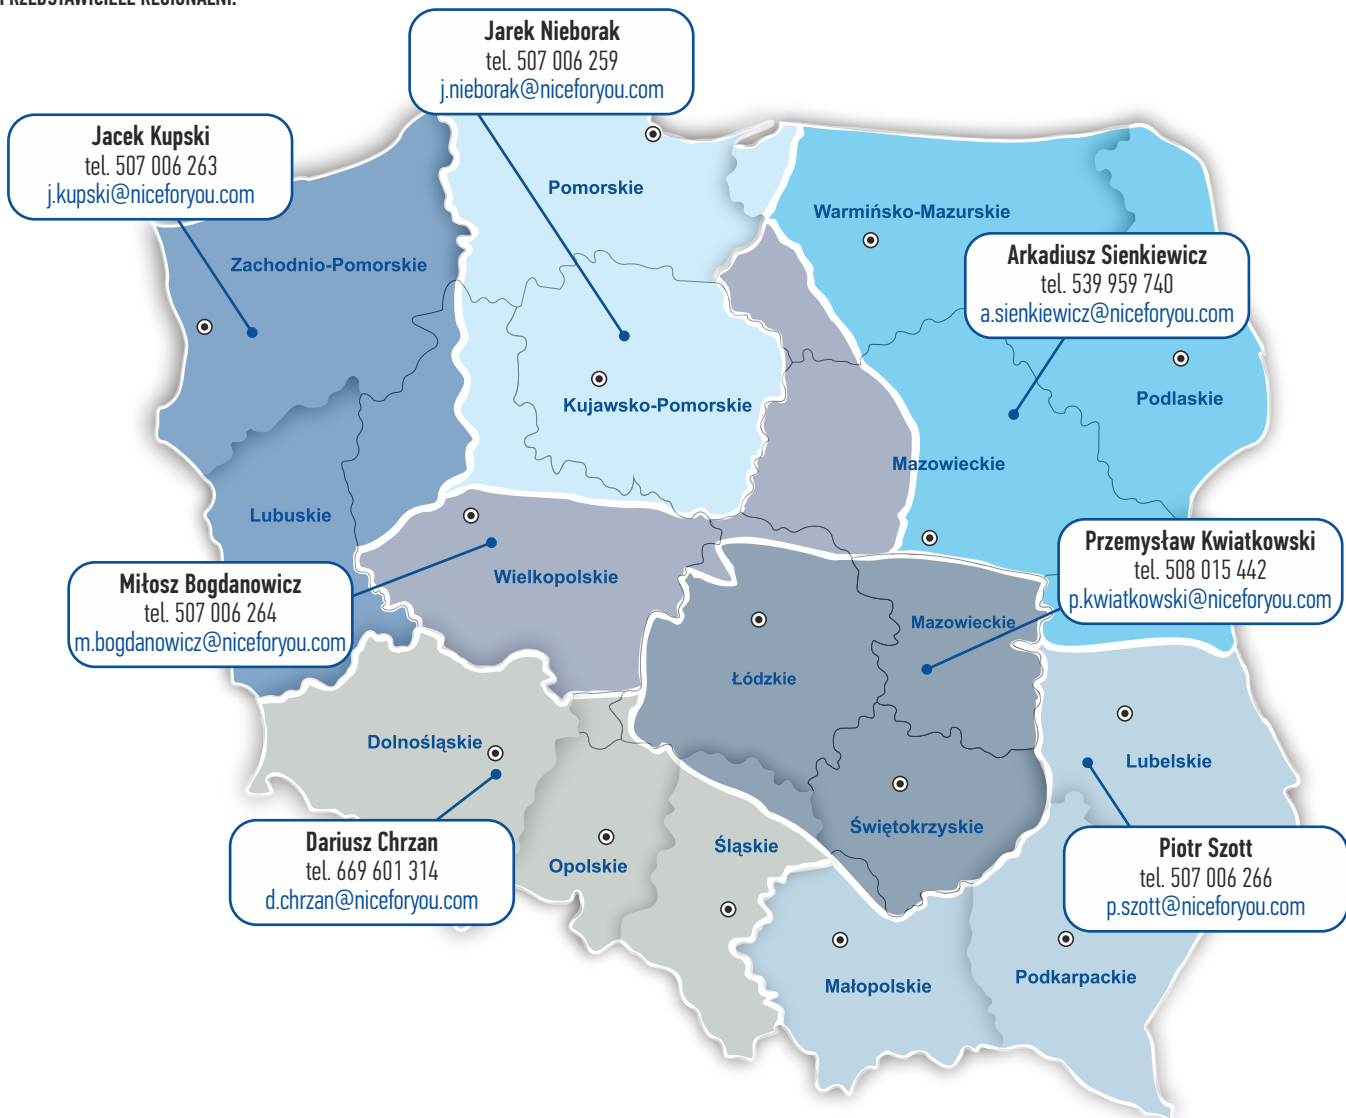 PRZEDSTAWICIELE REGIONALNI:
Jarek Nieborak
tel. 507 006 259
j.nieborak@niceforyou.com
Jacek Kupski
tel. 507 006 263
j.kupski@niceforyou.com
Pomorskie
Warmińsko-Mazurskie
Zachodnio-Pomorskie
Arkadiusz Sienkiewicz
tel. 539 959 740
a.sienkiewicz@niceforyou.com
Podlaskie
Kujawsko-Pomorskie
Mazowieckie
Lubuskie
Przemysław Kwiatkowski
tel. 508 015 442
p.kwiatkowski@niceforyou.com
Wielkopolskie
Miłosz Bogdanowicz
tel. 507 006 264
m.bogdanowicz@niceforyou.com
Mazowieckie
Łódzkie
Dolnośląskie
Lubelskie
Świętokrzyskie
Dariusz Chrzan
tel. 669 601 314
d.chrzan@niceforyou.com
Śląskie
Opolskie
Piotr Szott
tel. 507 006 266
p.szott@niceforyou.com
Małopolskie
Podkarpackie